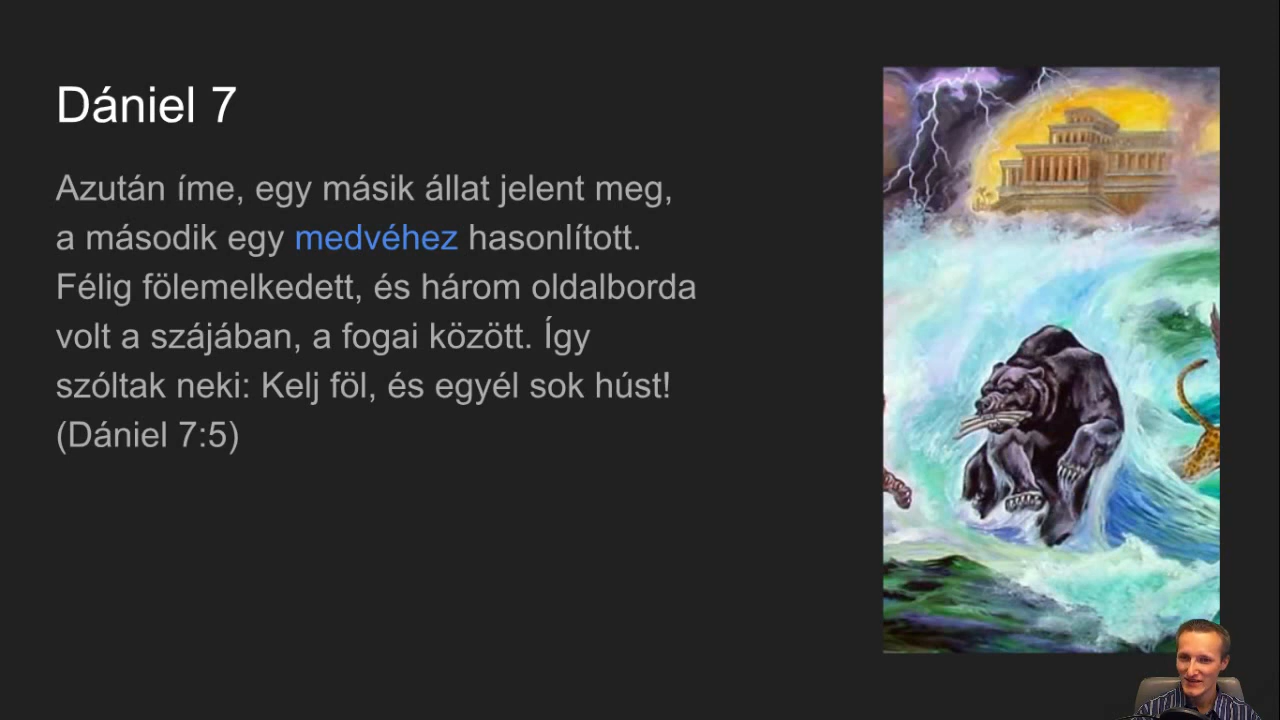 Dániel 7
Azután íme, egy másik állat jelent meg,
a második egy medvéhez hasonlított.
Félig fölemelkedett, és három oldalborda
volt a szájában, a fogai között. Így
szóltak neki: Kelj föl, és egyél sok húst!
(Dániel 7:5)